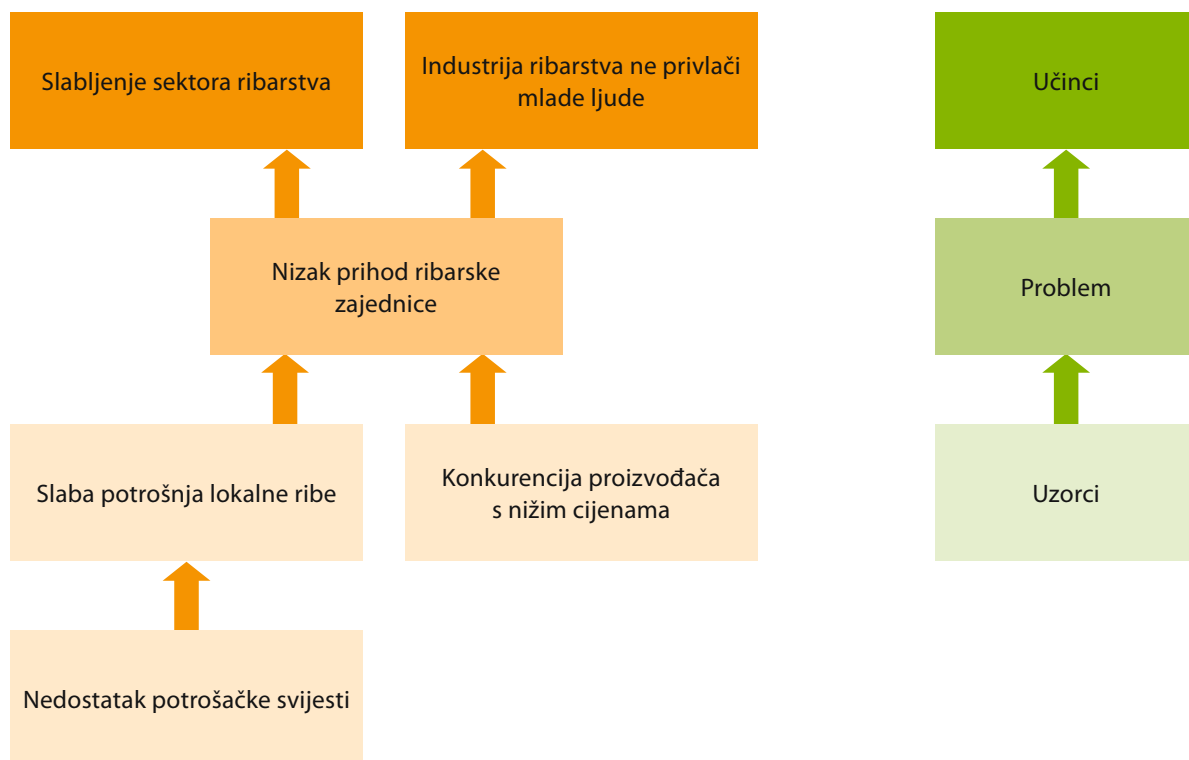 Slabljenje sektora ribarstva
Industrija ribarstva ne privlači
mlade ljude
Učinci
Nizak prihod ribarske
zajednice
Problem
Slaba potrošnja lokalne ribe
Konkurencija proizvođača
s nižim cijenama
Uzorci
Nedostatak potrošačke svijesti